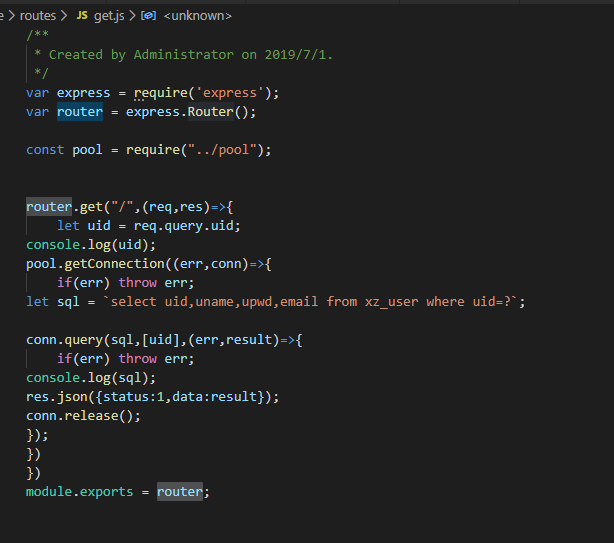 e > routes > JS get.js > <unknown>
/**
 * Created by Administrator on 2019/7/1.
 */
var express = require('express');
var router = express.Router();
const pool = require("../pool");
router.get("/",(req,res)=>{
    let uid = req.query.uid;
console.log(uid);
pool.getConnection((err,conn)=>{
    if(err) throw err;
let sql = `select uid,uname,upwd,email from xz_user where uid=?`;
conn.query(sql,[uid],(err,result)=>{
    if(err) throw err;
console.log(sql);
res.json({status:1,data:result});
conn.release();
});
})
})
module.exports = router;